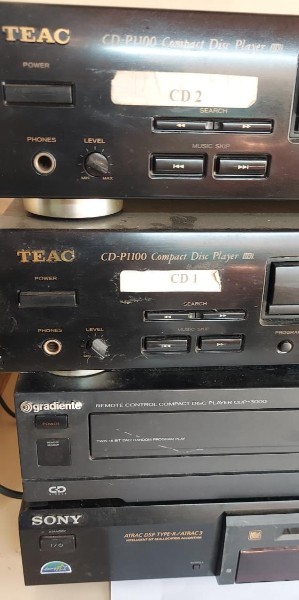 TEAC
CD-P1100 Compact Disc Player
POWER
CD 2
SEARCH
PHONES
LEVEL
MUSIC SKIP
MIN MAX
TEAC
CD-P1100 Compact Disc Player
POWER
CD 1
SEARCH
PHONES
LEVEL
MUSIC SKIP
PROGRA
gradiente
REMOTE CONTROL COMPACT DISC PLAYER
POWER
SONY
ATRAC DSP TYPE-R/ATRAC3
I / O